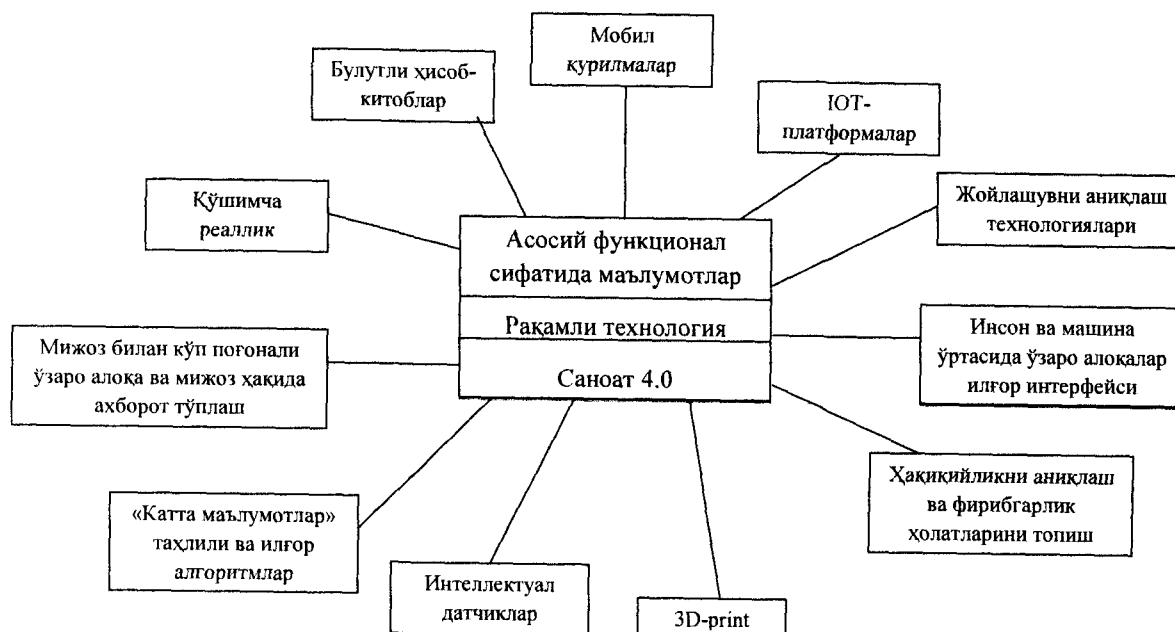 Мобил
қурилмалар
Булутли ҳисоб-
китоблар
IOT-
платформалар
Қўшимча
реаллик
Жойлашувни аниқлаш
технологиялари
Асосий функционал
сифатида маълумотлар
Рақамли технология
Саноат 4.0
Мижоз билан кўп поғонали
ўзаро алоқа ва мижоз ҳақида
ахборот тўплаш
Инсон ва машина
ўртасида ўзаро алоқалар
илғор интерфейси
Ҳақиқийликни аниқлаш
ва фирибгарлик
ҳолатларини топиш
«Катта маълумотлар»
таҳлили ва илғор
алгоритмлар
Интеллектуал
датчиклар
3D-print